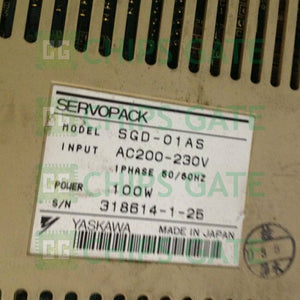 SERVOPACK
MODEL SGD-01AS
INPUT AC200-230V
1PHASE 50/60HZ
POWER 100W
S/N 318614-1-25
YASKAWA MADE IN JAPAN
CHIPS GATE